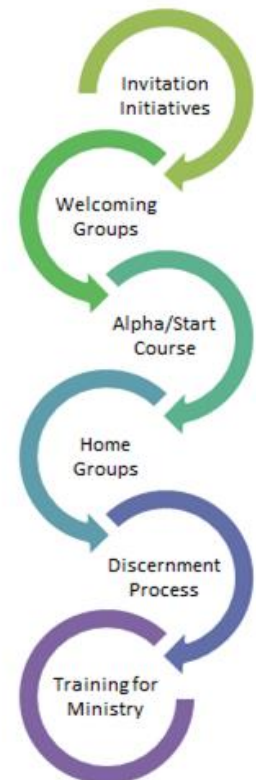 Invitation
Initiatives
Welcoming
Groups
Alpha/Start
Course
Home
Groups
Discernment
Process
Training for
Ministry